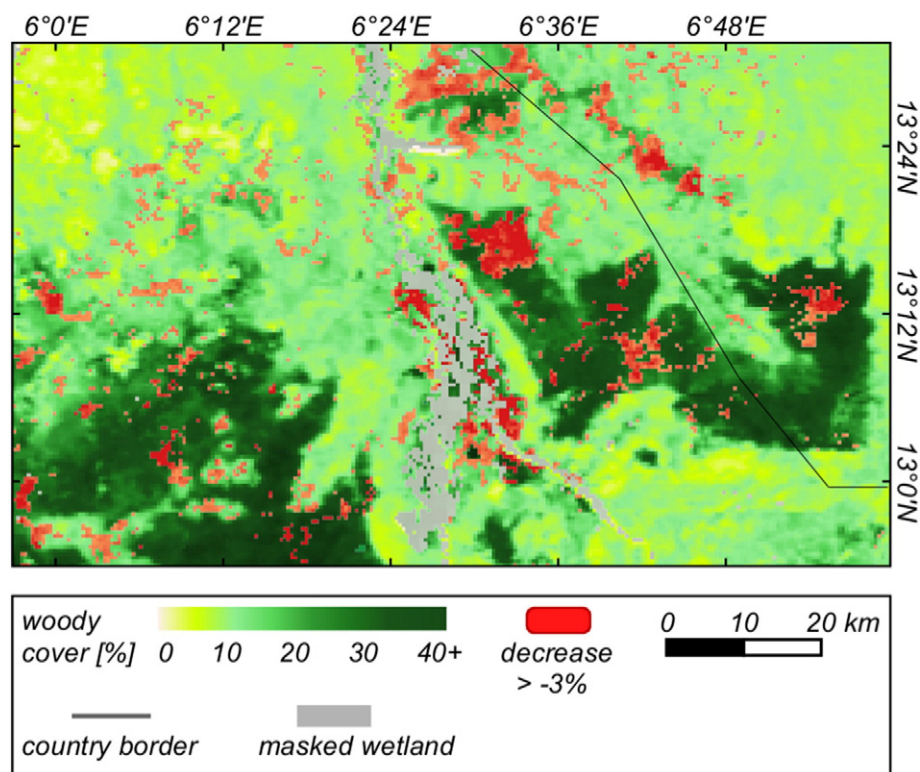 6°0'E 6°12'E 6°24'E 6°36'E 6°48'E
13°24'N
13°12'N
13°0'N
woody
cover [%] 0 10 20 30 40+
decrease
> -3%
0 10 20 km
country border
masked wetland